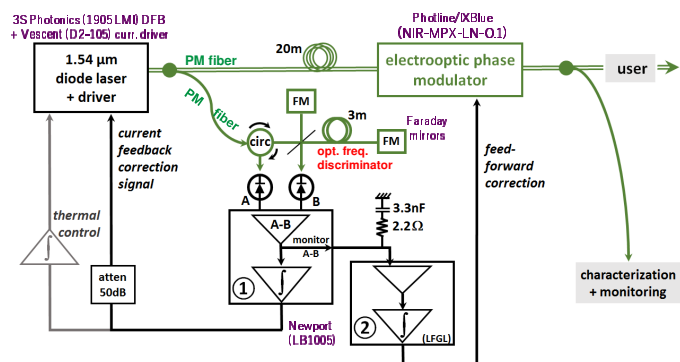 3S Photonics (1905 LMI) DFB
+ Vescent (D2-105) curr. driver
Photline/iXBlue
(NIR-MPX-LN-0.1)
1.54 µm
diode laser
+ driver
PM fiber
20m
electrooptic phase
modulator
user
PM fiber
FM
3m
circ
FM
Faraday
mirrors
opt. freq.
discriminator
current
feedback
correction
signal
feed-
forward
correction
A
B
A-B
3.3nF
2.2Ω
monitor
A-B
thermal
control
∫
atten
50dB
∫
1
characterization
+ monitoring
∫
2
(LFGL)
Newport
(LB1005)